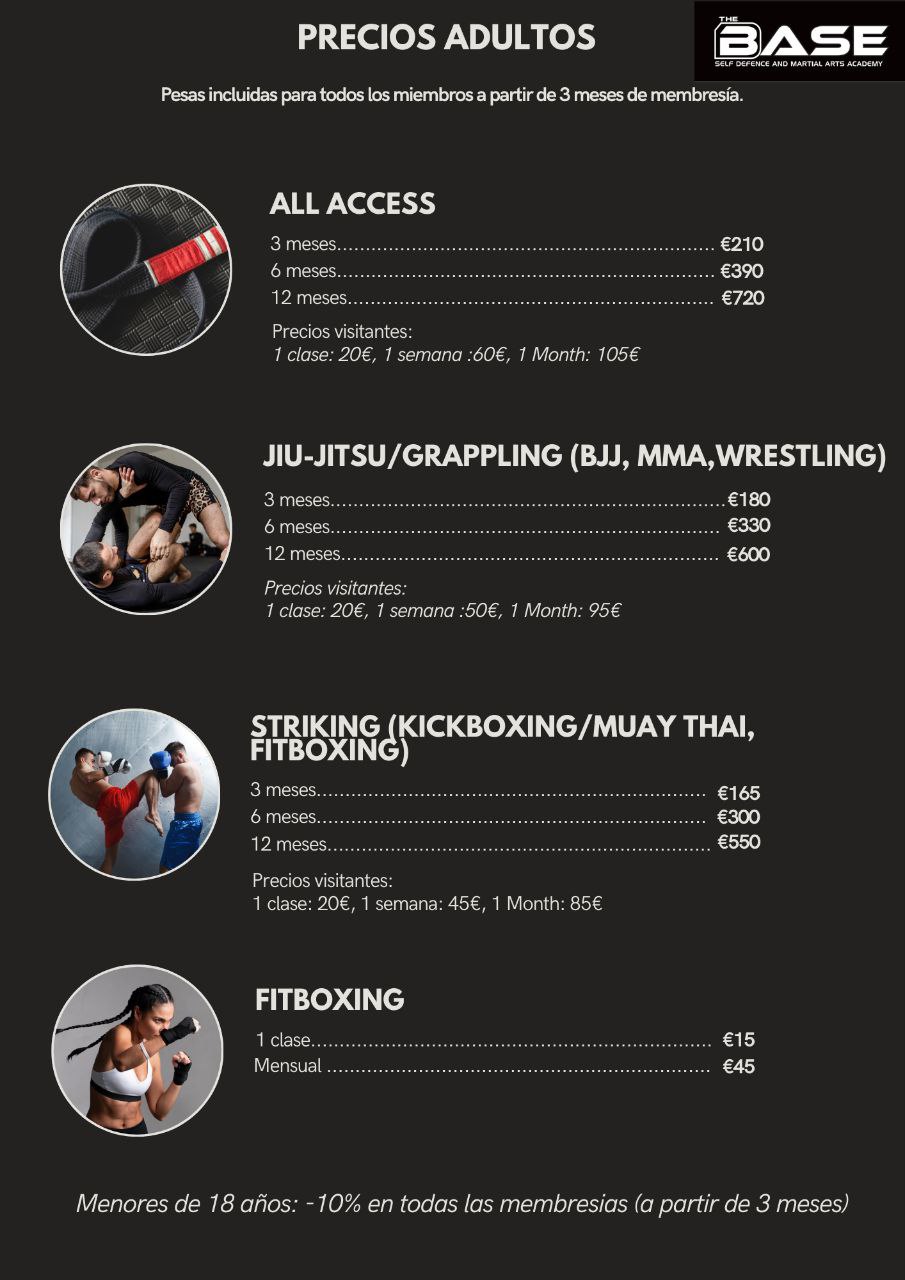 PRECIOS ADULTOS
THE
BASE
SELF DEFENCE AND MARTIAL ARTS ACADEMY
Pesas incluidas para todos los miembros a partir de 3 meses de membresía.
ALL ACCESS
3 meses................................................................. €210
6 meses................................................................. €390
12 meses............................................................... €720
Precios visitantes:
1 clase: 20€, 1 semana :60€, 1 Month: 105€
JIU-JITSU/GRAPPLING (BJJ, MMA,WRESTLING)
3 meses....................................................................€180
6 meses................................................................... €330
12 meses................................................................. €600
Precios visitantes:
1 clase: 20€, 1 semana :50€, 1 Month: 95€
STRIKING (KICKBOXING/MUAY THAI,
FITBOXING)
3 meses................................................................... €165
6 meses................................................................... €300
12 meses.................................................................. €550
Precios visitantes:
1 clase: 20€, 1 semana: 45€, 1 Month: 85€
FITBOXING
1 clase..................................................................... €15
Mensual .................................................................. €45
Menores de 18 años: -10% en todas las membresias (a partir de 3 meses)